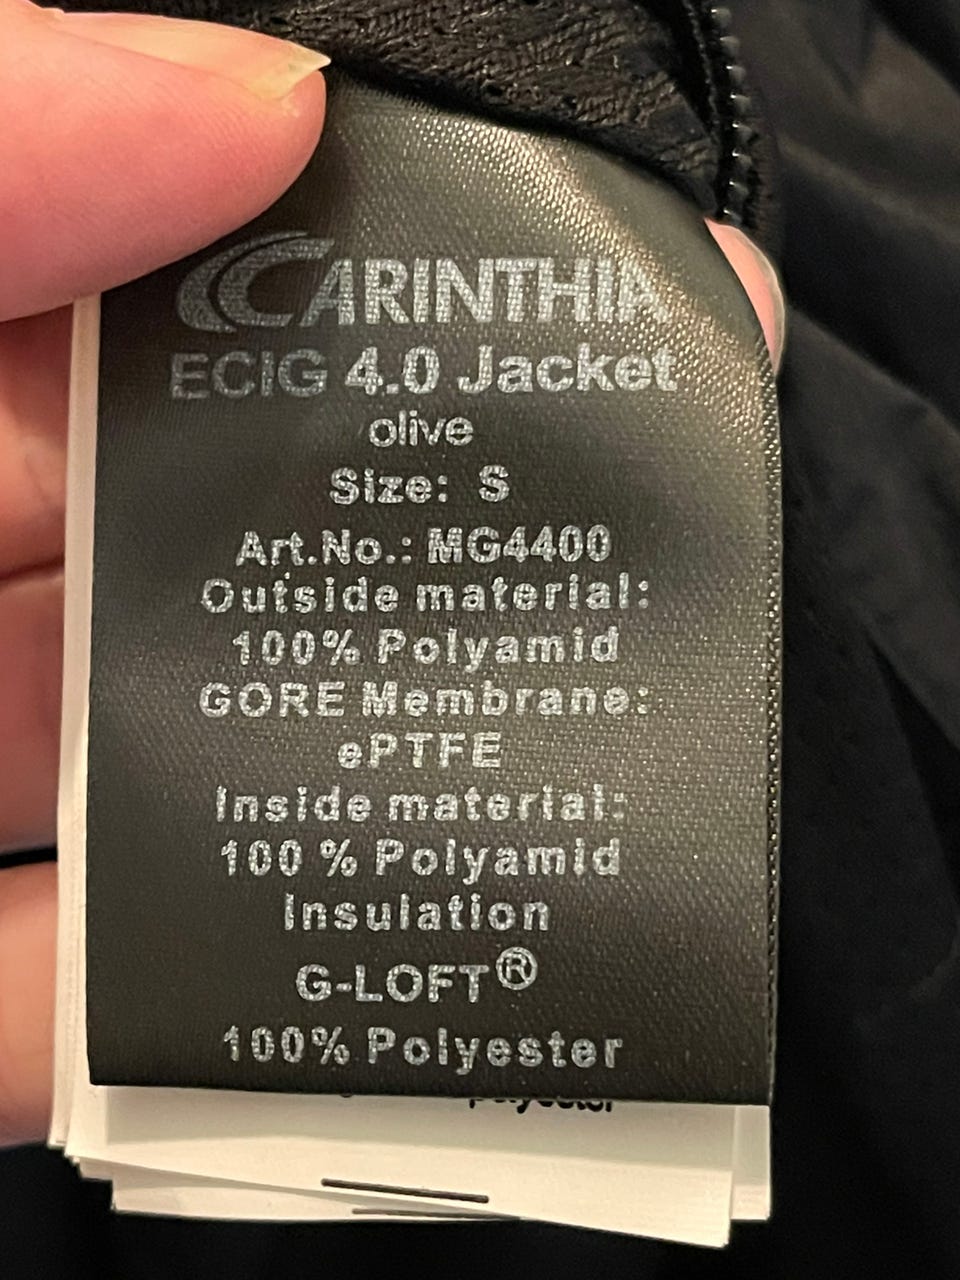 CARINTHIA
ECIG 4.0 Jacket
olive
Size: S
Art.No.: MG4400
Outside material:
100% Polyamid
GORE Membrane:
ePTFE
Inside material:
100 % Polyamid
Insulation
G-LOFT®
100% Polyester